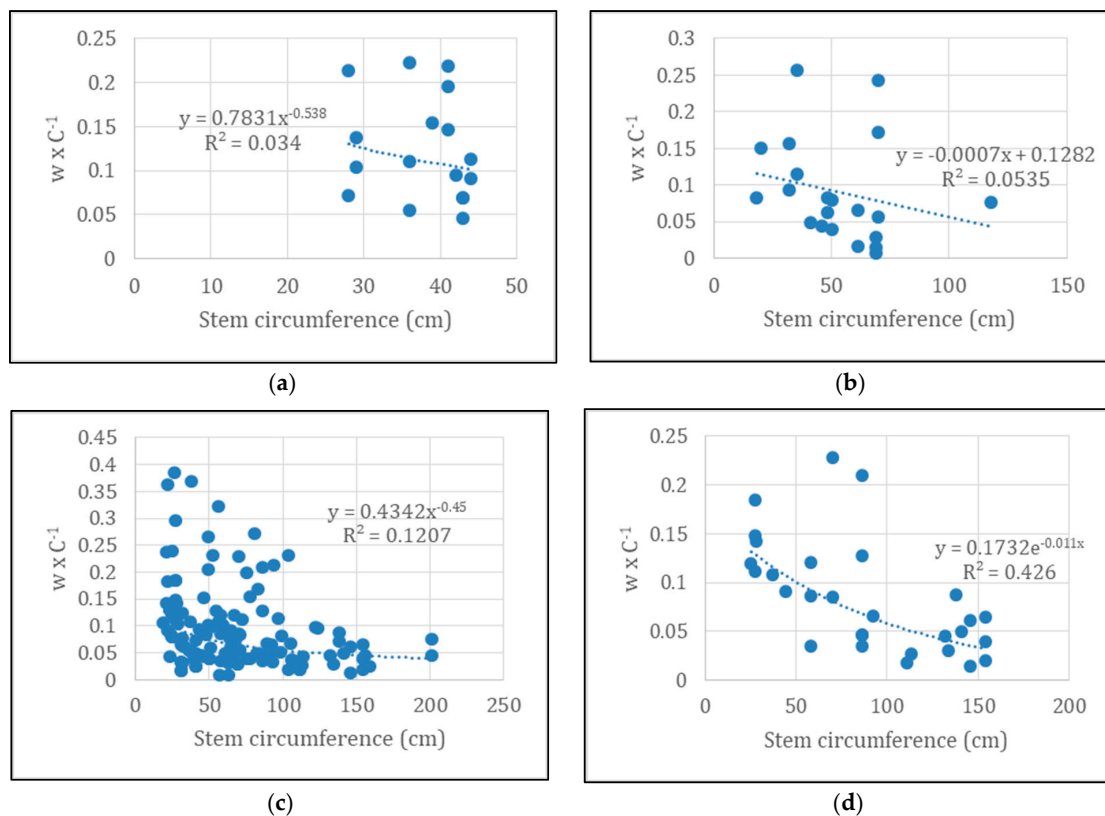 0.25
0.2
0.15
0.1
0.05
0
w x C⁻¹
y = 0.7831x⁻⁰·⁵³⁸
R² = 0.034
0 10 20 30 40 50
Stem circumference (cm)
(a)
0.3
0.25
0.2
0.15
0.1
0.05
0
w x C⁻¹
y = -0.0007x + 0.1282
R² = 0.0535
0 50 100 150
Stem circumference (cm)
(b)
0.45
0.4
0.35
0.3
0.25
0.2
0.15
0.1
0.05
0
w x C⁻¹
y = 0.4342x⁻⁰·⁴⁵
R² = 0.1207
0 50 100 150 200 250
Stem circumference (cm)
(c)
0.25
0.2
0.15
0.1
0.05
0
w x C⁻¹
y = 0.1732e⁻⁰·⁰¹¹ˣ
R² = 0.426
0 50 100 150 200
Stem circumference (cm)
(d)